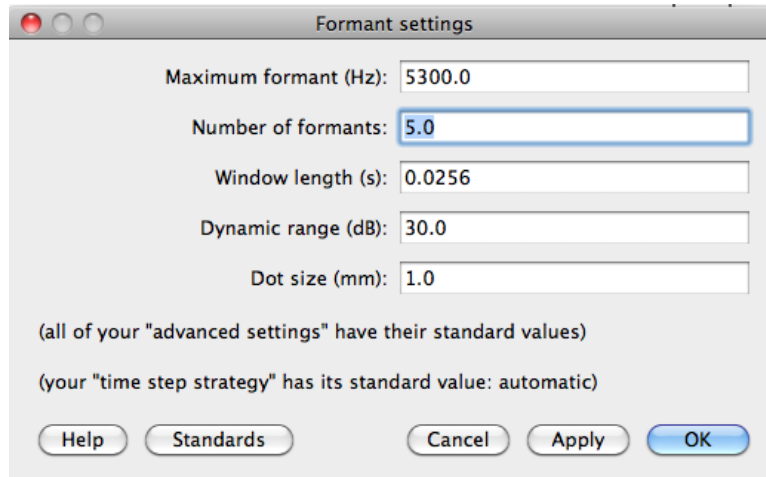 Formant settings
Maximum formant (Hz): 5300.0
Number of formants: 5.0
Window length (s): 0.0256
Dynamic range (dB): 30.0
Dot size (mm): 1.0
(all of your "advanced settings" have their standard values)
(your "time step strategy" has its standard value: automatic)
Help Standards Cancel Apply OK